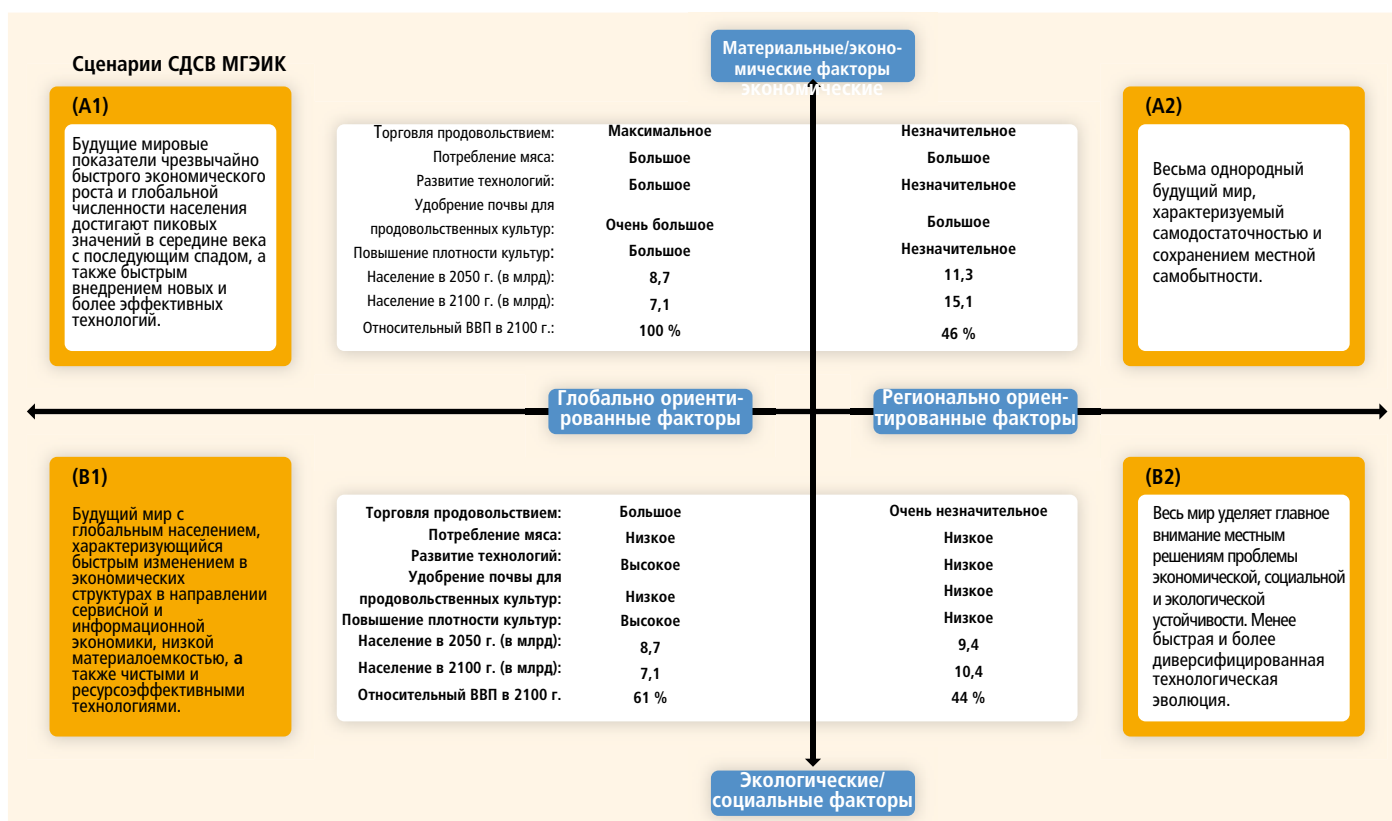 Сценарии СДСВ МГЭИК
Материальные/эконо-
мические факторы
экономические
(A1)
Будущие мировые
показатели чрезвычайно
быстрого экономического
роста и глобальной
численности населения
достигают пиковых
значений в середине века
с последующим спадом, а
также быстрым
внедрением новых и
более эффективных
технологий.
Торговля продовольствием: Максимальное Незначительное
Потребление мяса: Большое Большое
Развитие технологий: Большое Незначительное
Удобрение почвы для
продовольственных культур: Очень большое Большое
Повышение плотности культур: Большое Незначительное
Население в 2050 г. (в млрд): 8,7 11,3
Население в 2100 г. (в млрд): 7,1 15,1
Относительный ВВП в 2100 г.: 100 % 46 %
(A2)
Весьма однородный
будущий мир,
характеризуемый
самодостаточностью и
сохранением местной
самобытности.
Глобально ориенти-
рованные факторы
Регионально ориен-
тированные факторы
(B1)
Будущий мир с
глобальным населением,
характеризующийся
быстрым изменением в
экономических
структурах в направлении
сервисной и
информационной
экономики, низкой
материалоемкостью, а
также чистыми и
ресурсоэффективными
технологиями.
Торговля продовольствием: Большое Очень незначительное
Потребление мяса: Низкое Низкое
Развитие технологий: Высокое Низкое
Удобрение почвы для
продовольственных культур: Низкое Низкое
Повышение плотности культур: Высокое Низкое
Население в 2050 г. (в млрд): 8,7 9,4
Население в 2100 г. (в млрд): 7,1 10,4
Относительный ВВП в 2100 г. 61 % 44 %
(B2)
Весь мир уделяет главное
внимание местным
решениям проблемы
экономической, социальной
и экологической
устойчивости. Менее
быстрая и более
диверсифицированная
технологическая
эволюция.
Экологические/
социальные факторы